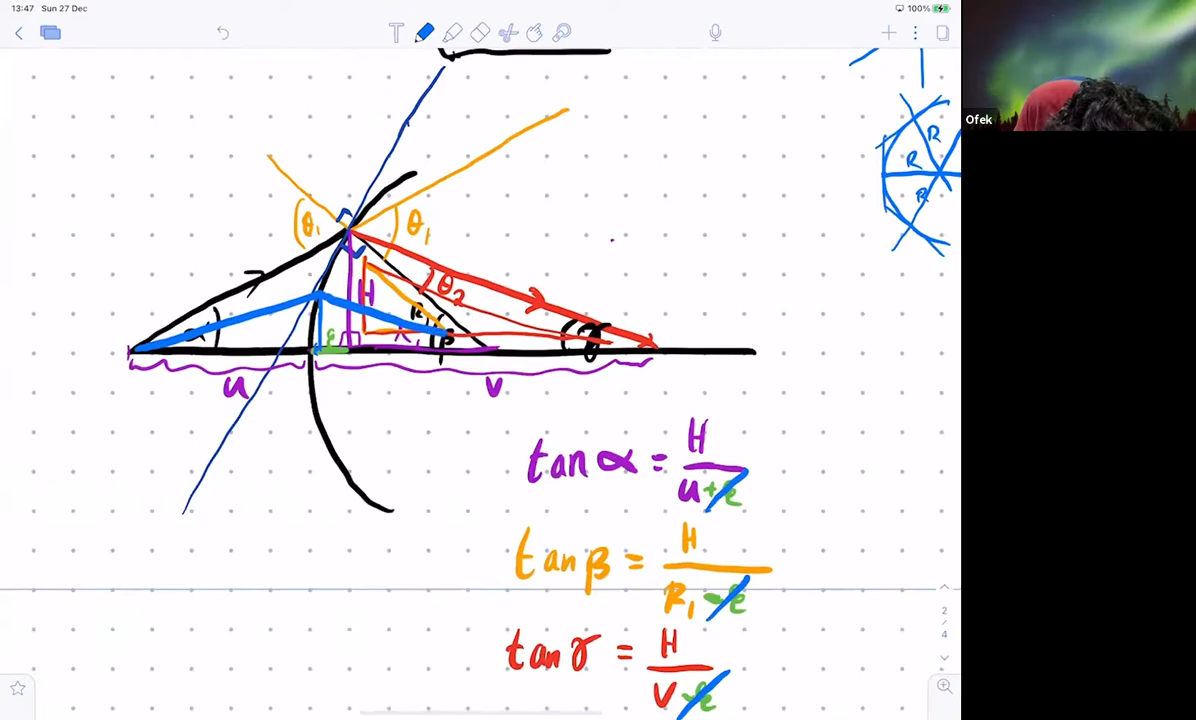 13:47 Sun 27 Dec
100%
Ofek
R
R
R
θ₁
θ₁
θ₂
H
R₁
α
β
γ
ε
u
v
tan α = H / u + ε
tan β = H / R₁ - ε
tan γ = H / v - ε
2
/
4